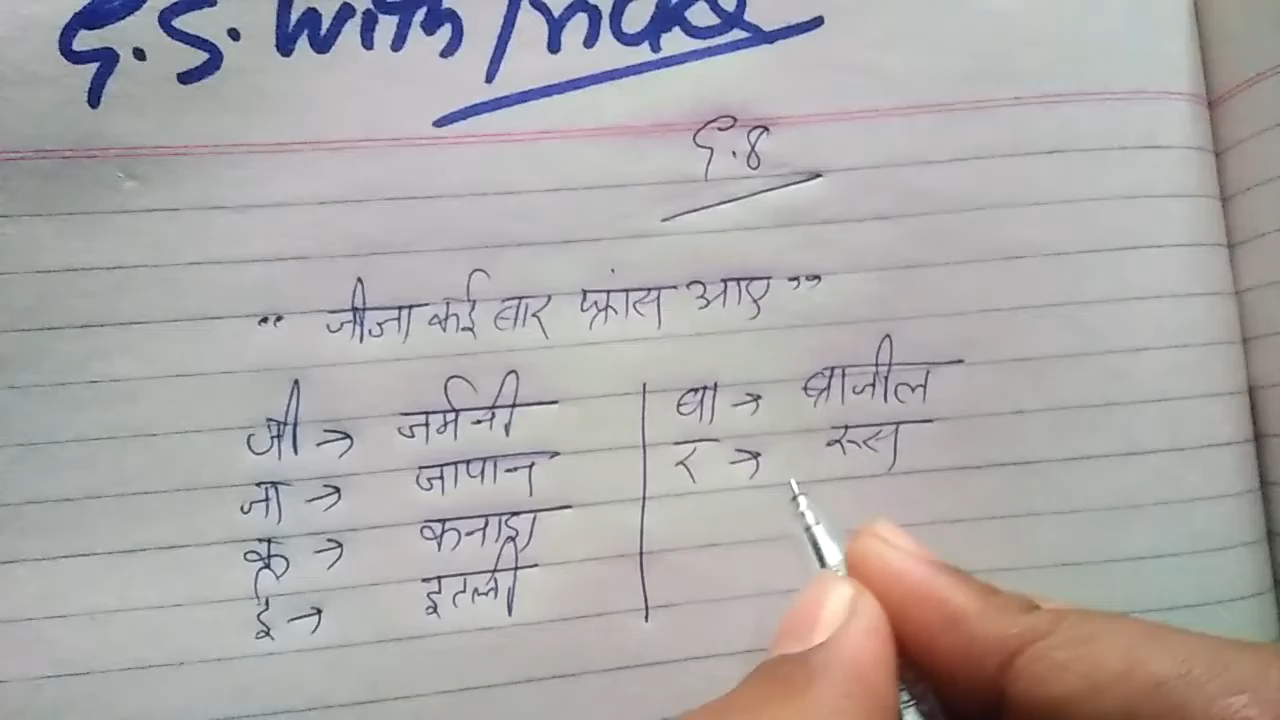 G.S. With Tricks
G.8
“ जीजा कई बार फ्रांस आए ”
जी → जर्मनी
जा → जापान
क → कनाडा
ई → इटली
बा → ब्राजील
र → रूस